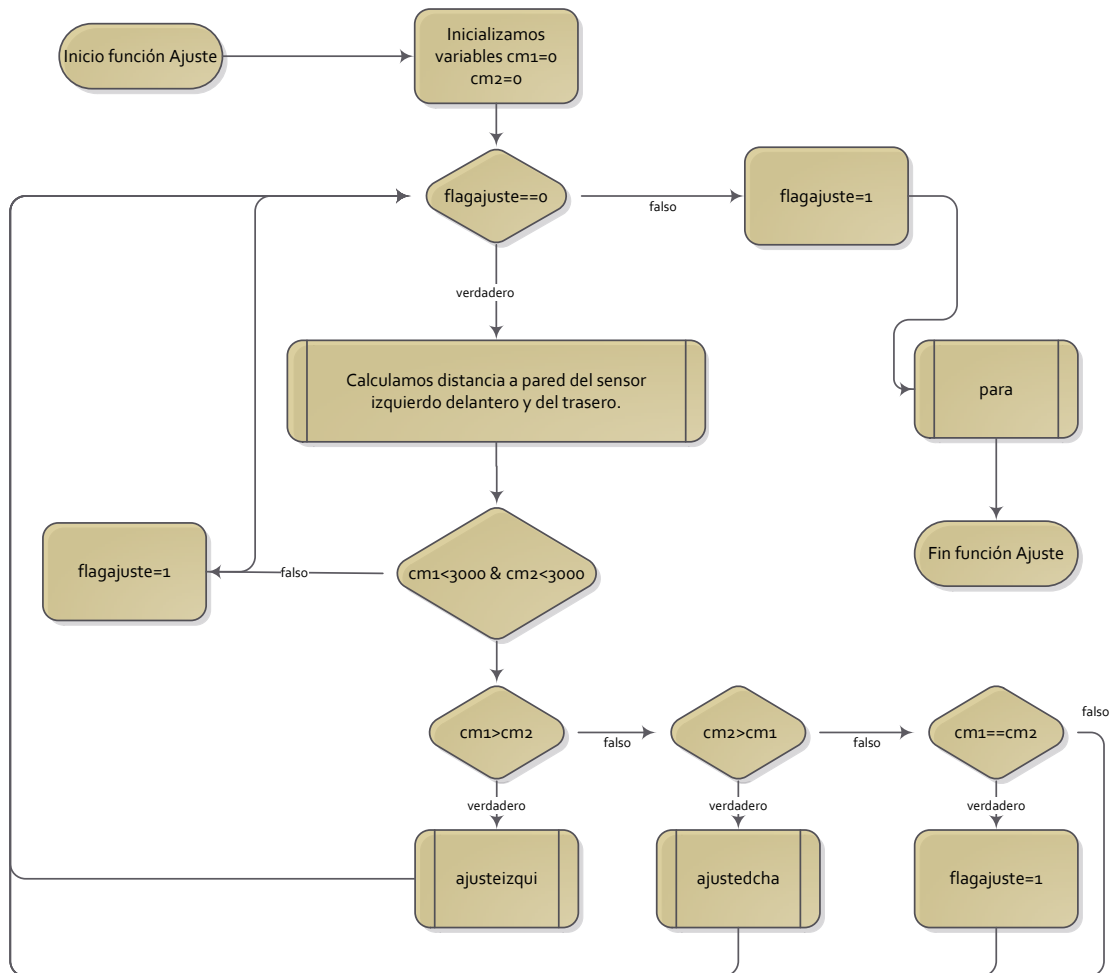 Inicio función Ajuste
Inicializamos
variables cm1=0
cm2=0
flagajuste==0
falso
flagajuste=1
verdadero
Calculamos distancia a pared del sensor
izquierdo delantero y del trasero.
para
flagajuste=1
falso
cm1<3000 & cm2<3000
Fin función Ajuste
cm1>cm2
falso
cm2>cm1
falso
cm1==cm2
falso
verdadero
verdadero
verdadero
ajusteizqui
ajustedcha
flagajuste=1